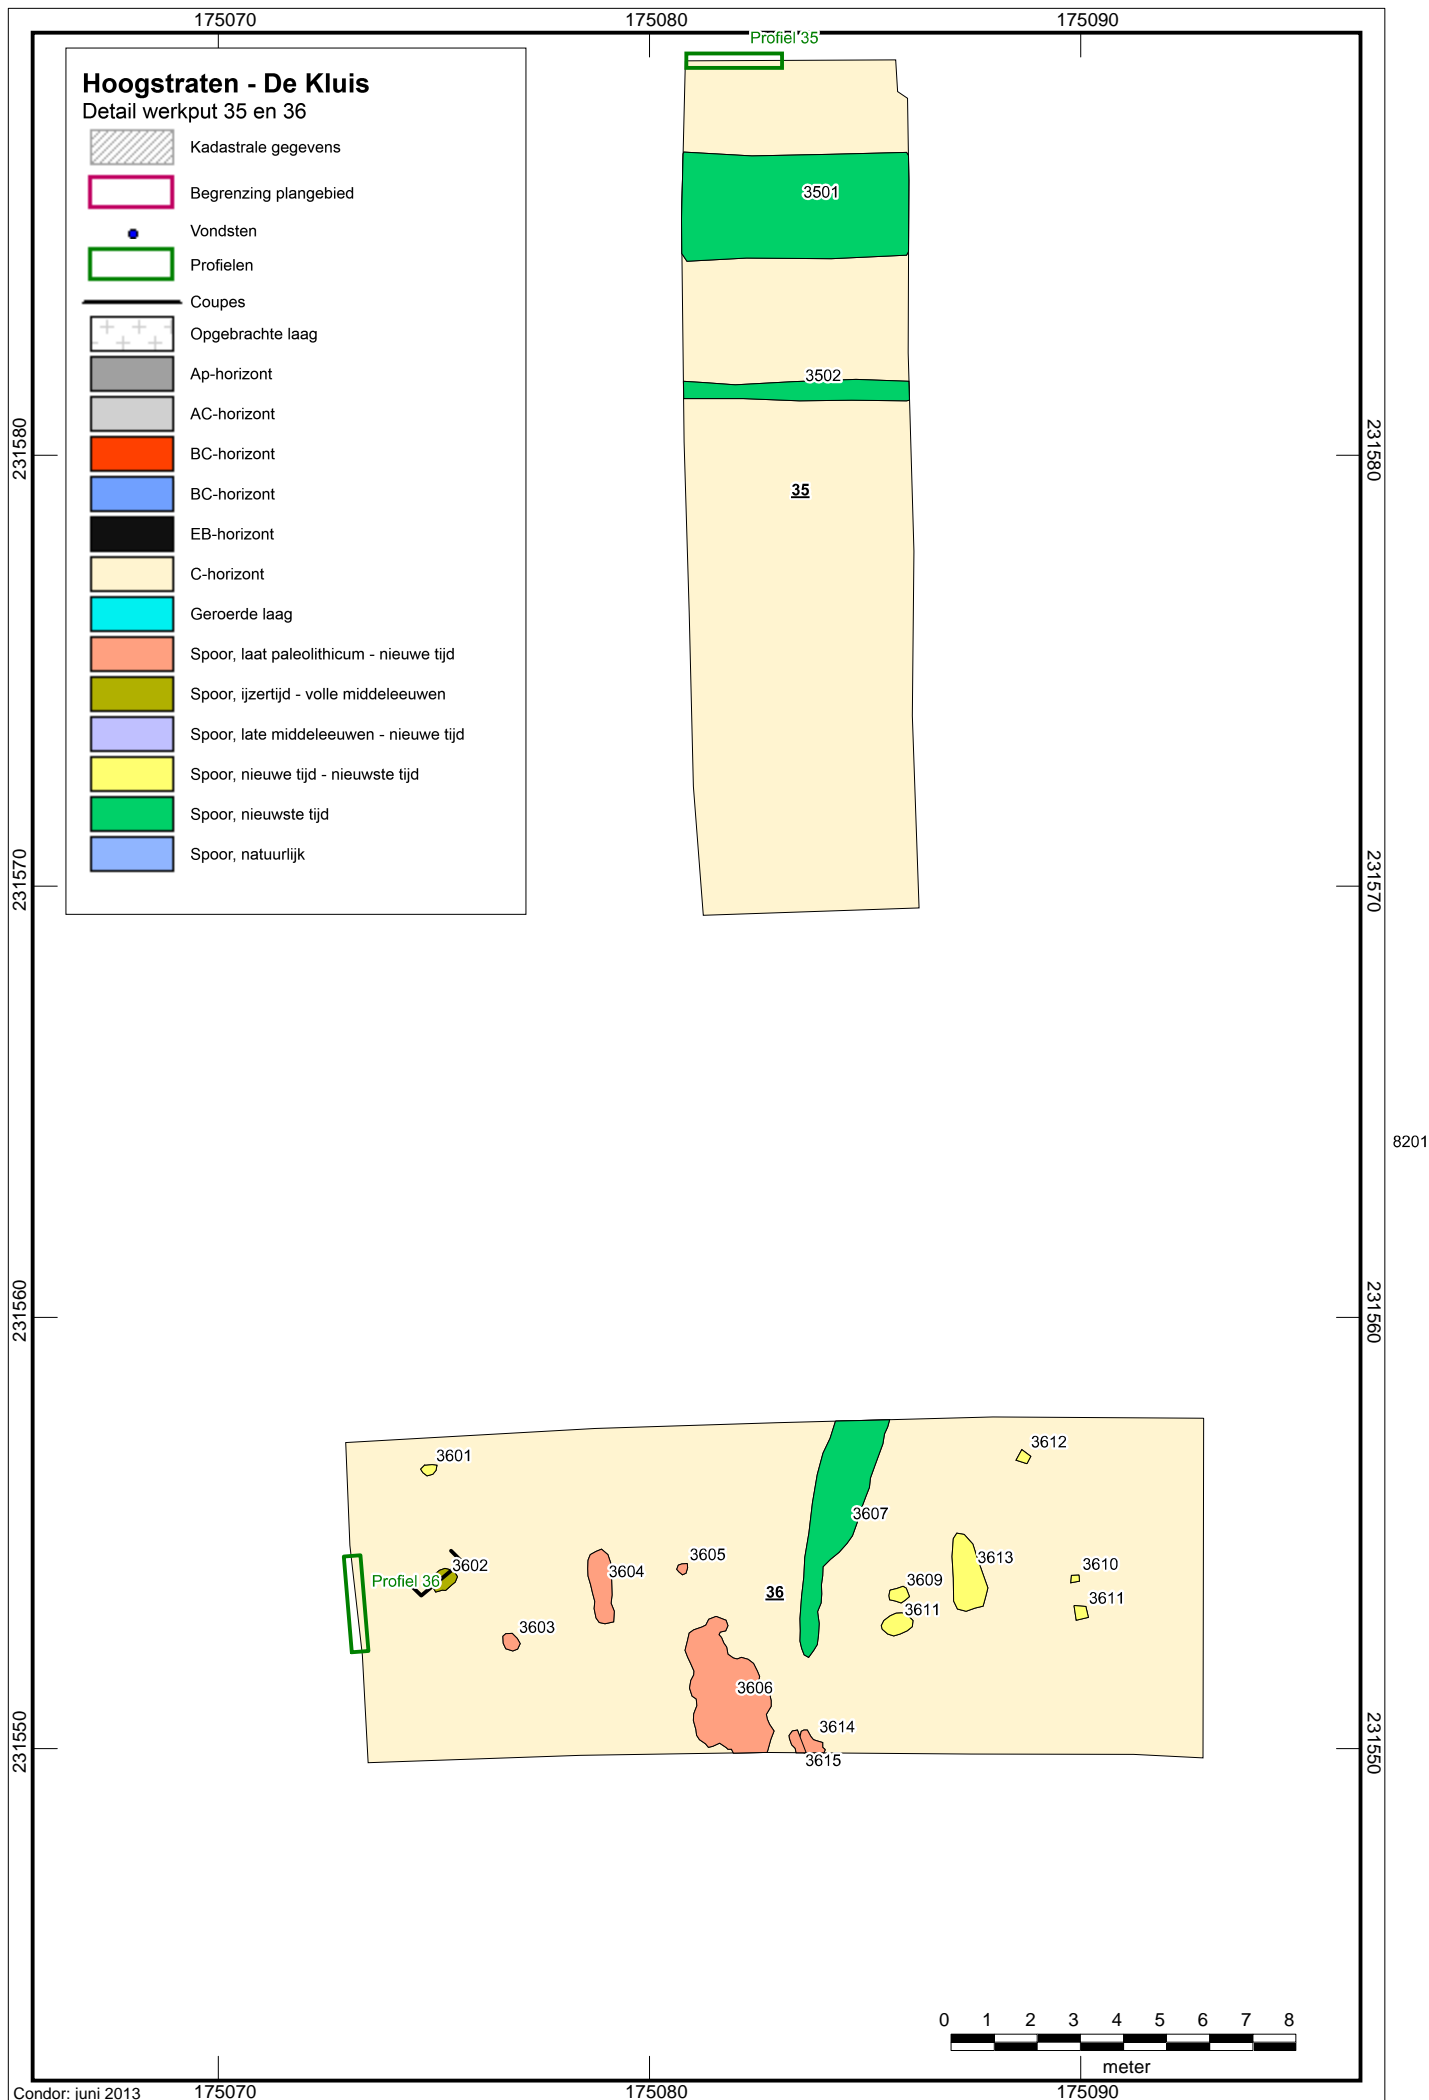 175070
175080
175090
Profiel 35
Hoogstraten - De Kluis
Detail werkput 35 en 36
Kadastrale gegevens
Begrenzing plangebied
Vondsten
Profielen
Coupes
Opgebrachte laag
Ap-horizont
AC-horizont
BC-horizont
BC-horizont
EB-horizont
C-horizont
Geroerde laag
Spoor, laat paleolithicum - nieuwe tijd
Spoor, ijzertijd - volle middeleeuwen
Spoor, late middeleeuwen - nieuwe tijd
Spoor, nieuwe tijd - nieuwste tijd
Spoor, nieuwste tijd
Spoor, natuurlijk
3501
3502
231580
231580
35
231570
231570
8201
231560
231560
3601
3612
3607
3602
Profiel 36
3604
3605
36
3613
3609
3610
3611
3611
3603
3606
3614
3615
231550
231550
0 1 2 3 4 5 6 7 8
meter
Condor: juni 2013
175070
175080
175090